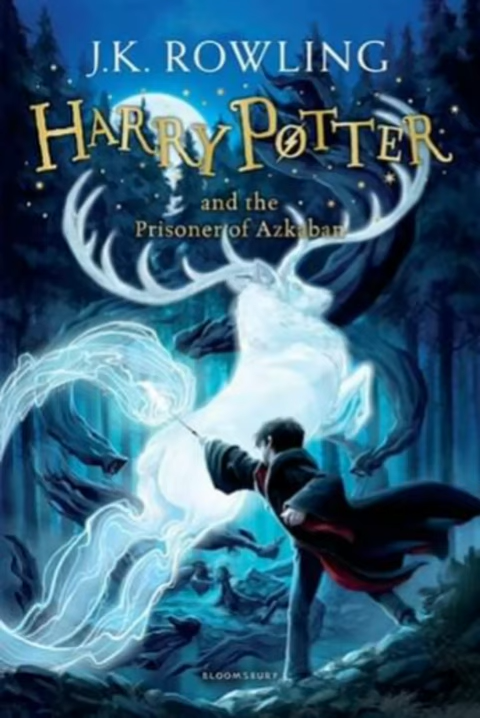 J.K. ROWLING
HARRY POTTER
and the
Prisoner of Azkaban
BLOOMSBURY